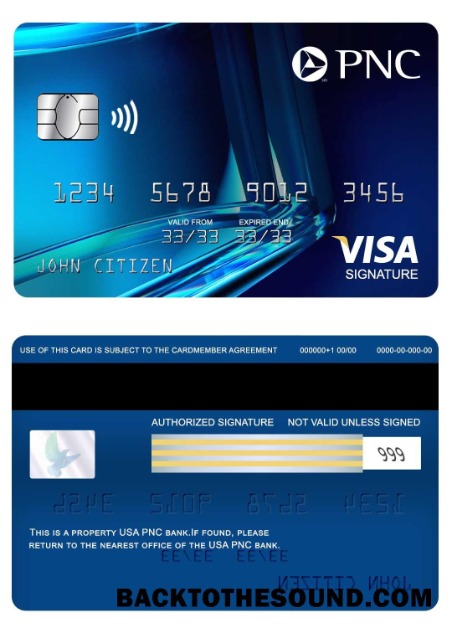 PNC
1234 5678 9012 3456
VALID FROM EXPIRED END/
33/33 33/33
JOHN CITIZEN
VISA
SIGNATURE
USE OF THIS CARD IS SUBJECT TO THE CARDMEMBER AGREEMENT 000000+1 00/00 0000-00-000-00
AUTHORIZED SIGNATURE NOT VALID UNLESS SIGNED
999
THIS IS A PROPERTY USA PNC BANK.IF FOUND, PLEASE
RETURN TO THE NEAREST OFFICE OF THE USA PNC BANK.
BACKTOTHESOUND.COM